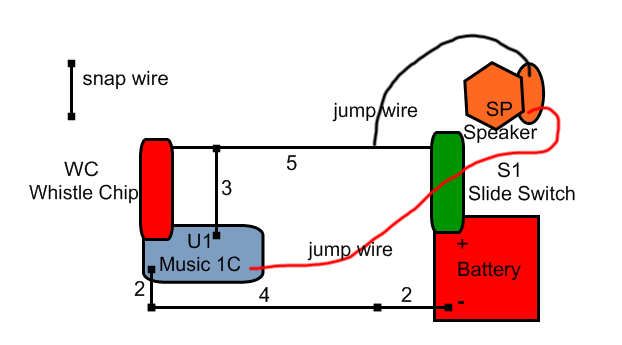 snap wire
jump wire
SP
Speaker
WC
Whistle Chip
5
S1
Slide Switch
3
U1
Music 1C
jump wire
+
Battery
2
4
2
-